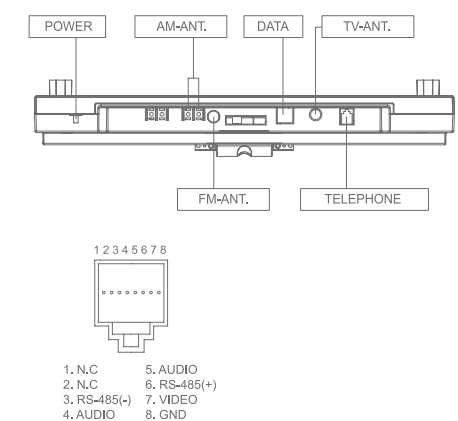 POWER AM-ANT. DATA TV-ANT.
FM-ANT. TELEPHONE
1 2 3 4 5 6 7 8
1. N.C 5. AUDIO
2. N.C 6. RS-485(+)
3. RS-485(-) 7. VIDEO
4. AUDIO 8. GND